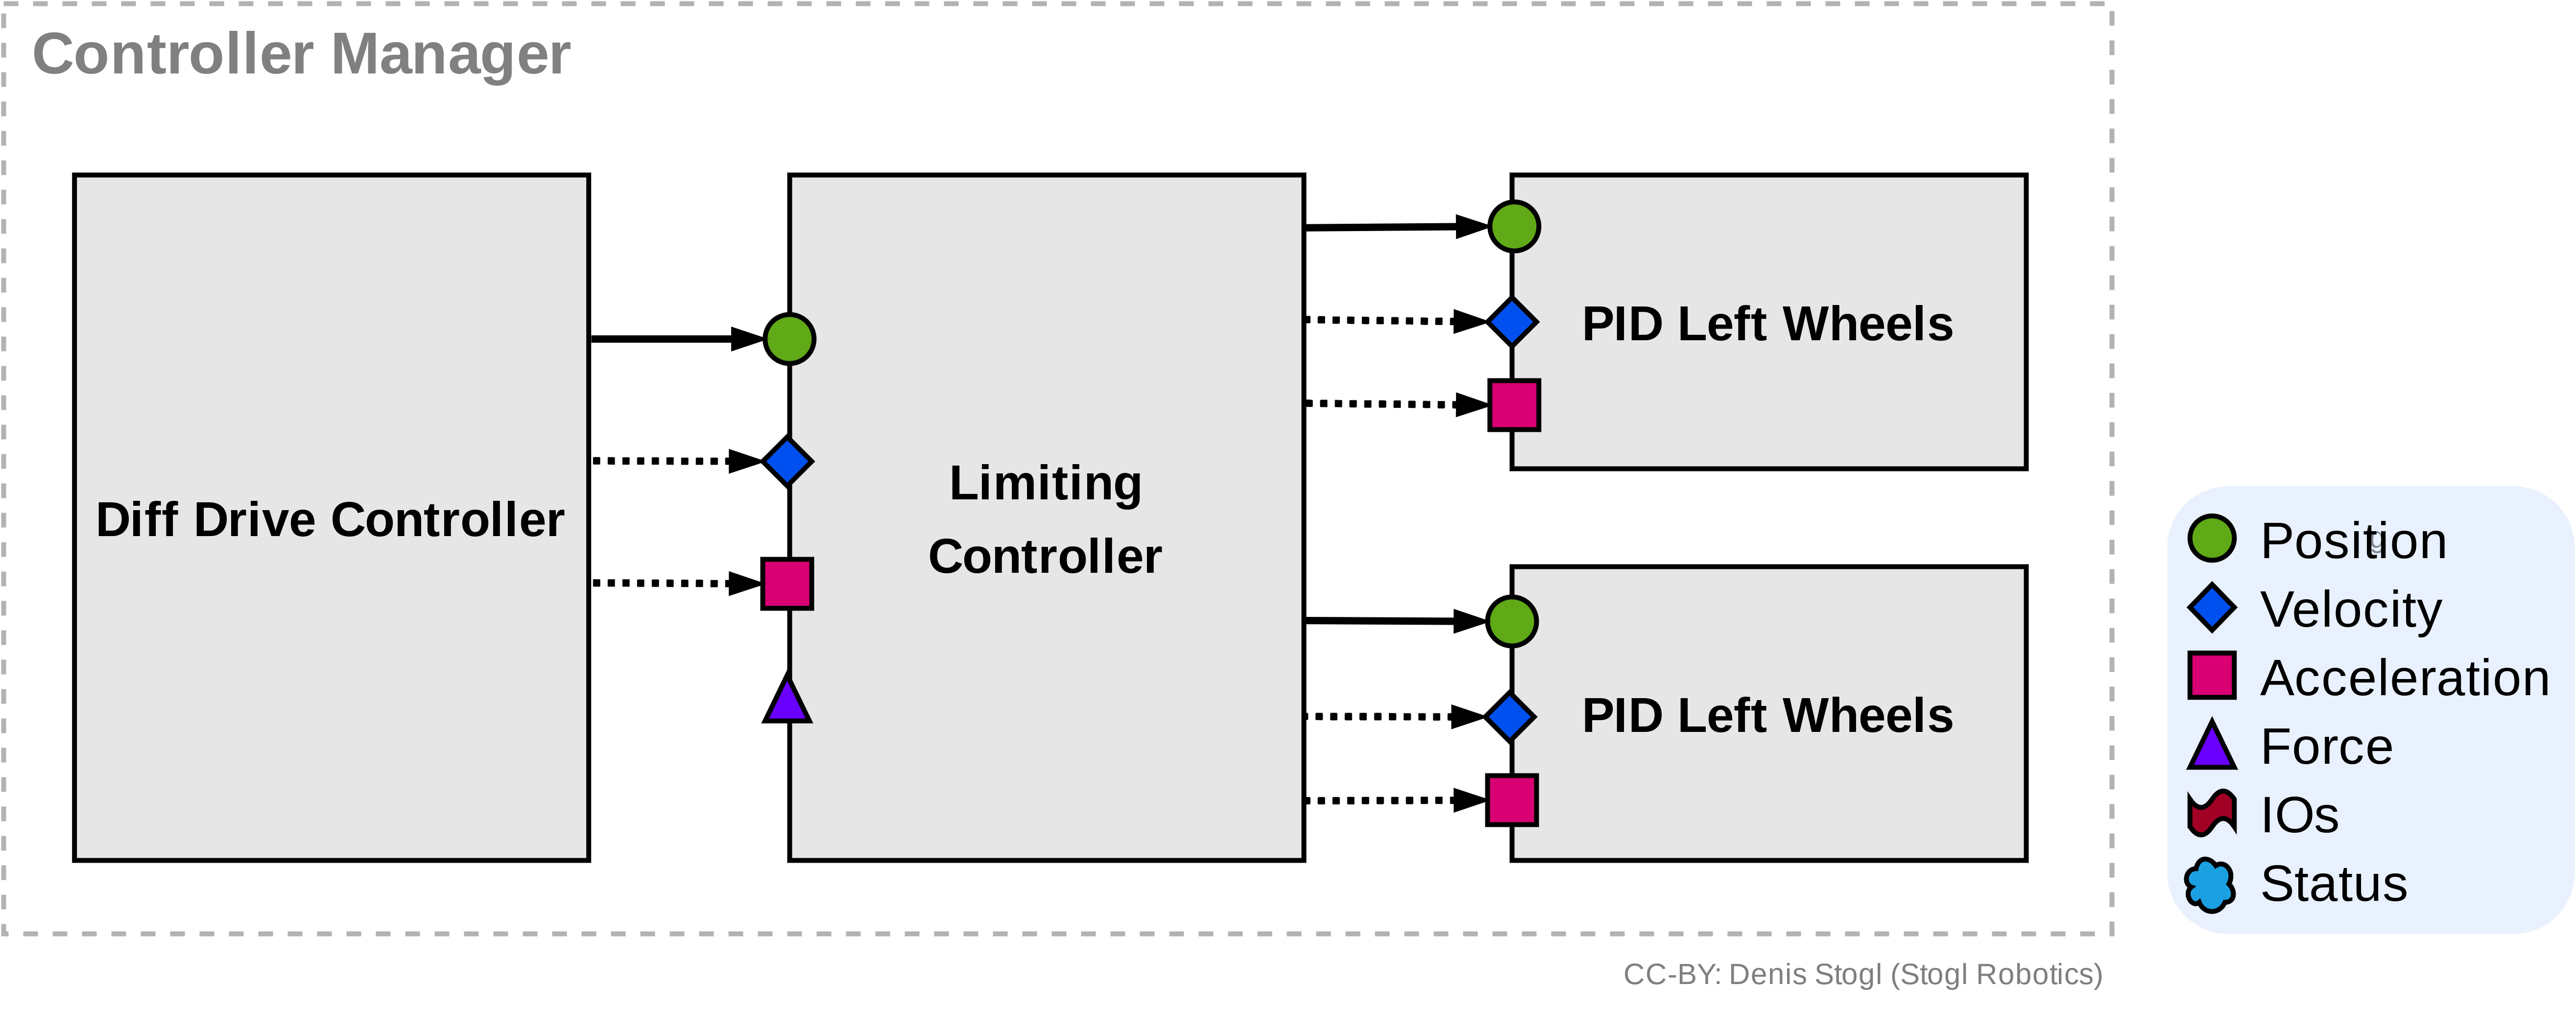 Controller Manager
Diff Drive Controller
Limiting
Controller
PID Left Wheels
PID Left Wheels
Position
Velocity
Acceleration
Force
IOs
Status
CC-BY: Denis Stogl (Stogl Robotics)